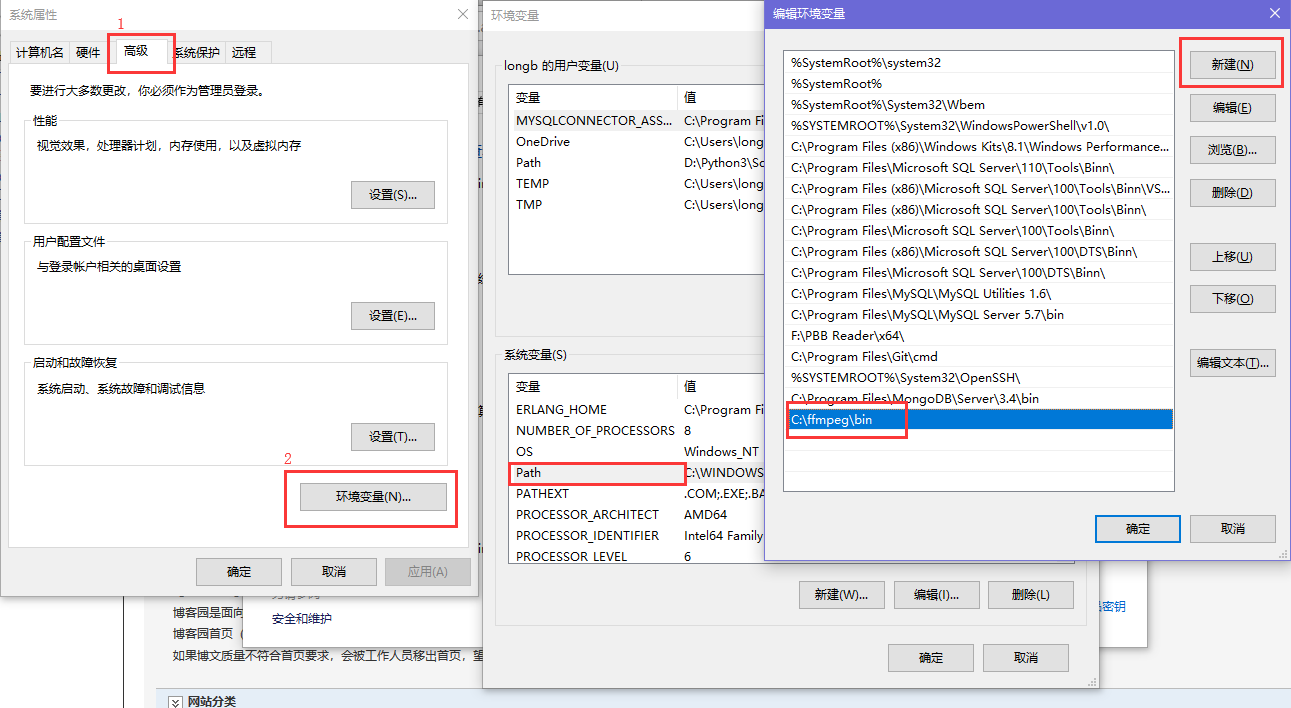 系统属性
1
计算机名
硬件
高级
系统保护
远程
要进行大多数更改，你必须作为管理员登录。
性能
视觉效果，处理器计划，内存使用，以及虚拟内存
设置(S)...
用户配置文件
与登录帐户相关的桌面设置
设置(E)...
启动和故障恢复
系统启动、系统故障和调试信息
设置(T)...
2
环境变量(N)...
确定
取消
应用(A)
环境变量
longb 的用户变量(U)
变量 值
MYSQLCONNECTOR_ASS... C:\Program Fi
OneDrive C:\Users\long
Path D:\Python3\Sc
TEMP C:\Users\long
TMP C:\Users\long
系统变量(S)
变量 值
ERLANG_HOME C:\Program Fi
NUMBER_OF_PROCESSORS 8
OS Windows_NT
Path C:\WINDOWS
PATHEXT .COM;.EXE;.BA
PROCESSOR_ARCHITECT AMD64
PROCESSOR_IDENTIFIER Intel64 Family
PROCESSOR_LEVEL 6
新建(W)...
编辑(I)...
删除(L)
确定
取消
编辑环境变量
%SystemRoot%\system32
%SystemRoot%
%SystemRoot%\System32\Wbem
%SYSTEMROOT%\System32\WindowsPowerShell\v1.0\
C:\Program Files (x86)\Windows Kits\8.1\Windows Performance...
C:\Program Files\Microsoft SQL Server\110\Tools\Binn\
C:\Program Files (x86)\Microsoft SQL Server\100\Tools\Binn\VS...
C:\Program Files (x86)\Microsoft SQL Server\100\Tools\Binn\
C:\Program Files\Microsoft SQL Server\100\Tools\Binn\
C:\Program Files (x86)\Microsoft SQL Server\100\DTS\Binn\
C:\Program Files\Microsoft SQL Server\100\DTS\Binn\
C:\Program Files\MySQL\MySQL Utilities 1.6\
C:\Program Files\MySQL\MySQL Server 5.7\bin
F:\PBB Reader\x64\
C:\Program Files\Git\cmd
%SYSTEMROOT%\System32\OpenSSH\
C:\Program Files\MongoDB\Server\3.4\bin
C:\ffmpeg\bin
新建(N)
编辑(E)
浏览(B)...
删除(D)
上移(U)
下移(O)
编辑文本(T)...
确定
取消
安全和维护
密钥
博客园是面向
博客园首页（
如果博文质量不符合首页要求，会被工作人员移出首页，望
网站分类